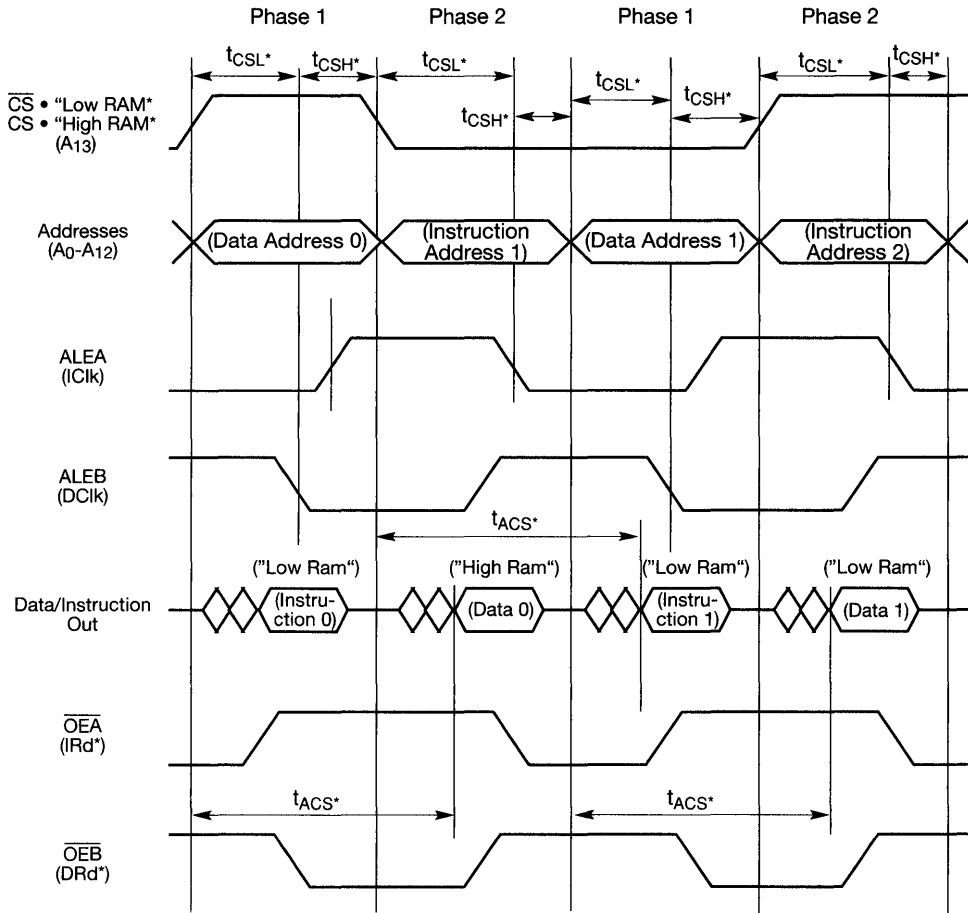 Phase 1 Phase 2 Phase 1 Phase 2
tCSL* tCSH* tCSL* tCSL* tCSH* tCSL* tCSH*
tCSH*
CS • "Low RAM*
CS • "High RAM*
(A13)
Addresses
(A0-A12)
(Data Address 0)
(Instruction
Address 1)
(Data Address 1)
(Instruction
Address 2)
ALEA
(IClk)
ALEB
(DClk)
tACS*
("Low Ram") ("High Ram") ("Low Ram") ("Low Ram")
Data/Instruction
Out
(Instru-
ction 0)
(Data 0)
(Instru-
ction 1)
(Data 1)
OEA
(IRd*)
tACS* tACS*
OEB
(DRd*)